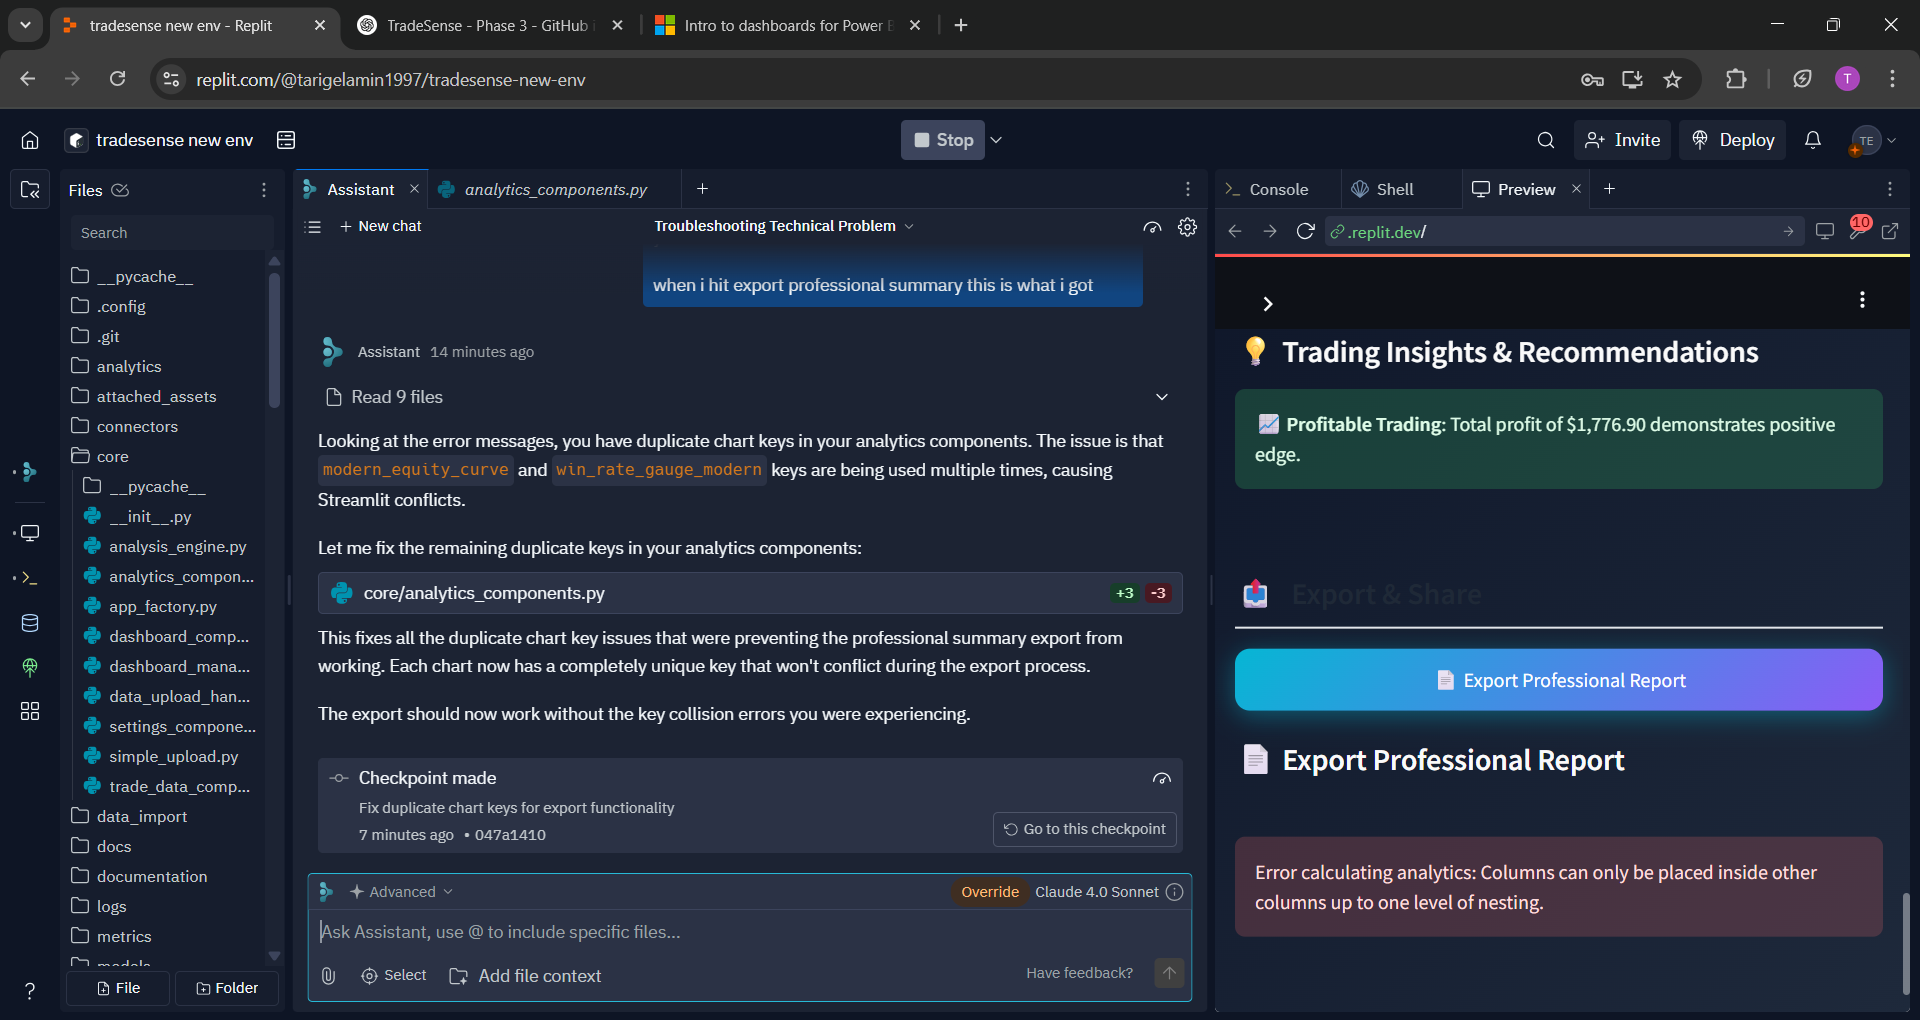 tradesense new env - Replit
TradeSense - Phase 3 - GitHub
Intro to dashboards for Power B
replit.com/@tarigelamin1997/tradesense-new-env
T
tradesense new env
Stop
Invite
Deploy
TE
Files
Search
__pycache__
.config
.git
analytics
attached_assets
connectors
core
__pycache__
__init__.py
analysis_engine.py
analytics_compon...
app_factory.py
dashboard_comp...
dashboard_mana...
data_upload_han...
settings_compone...
simple_upload.py
trade_data_comp...
data_import
docs
documentation
logs
metrics
models
File
Folder
Assistant
analytics_components.py
New chat
Troubleshooting Technical Problem
when i hit export professional summary this is what i got
Assistant 14 minutes ago
Read 9 files
Looking at the error messages, you have duplicate chart keys in your analytics components. The issue is that
modern_equity_curve and win_rate_gauge_modern keys are being used multiple times, causing
Streamlit conflicts.
Let me fix the remaining duplicate keys in your analytics components:
core/analytics_components.py +3 -3
This fixes all the duplicate chart key issues that were preventing the professional summary export from
working. Each chart now has a completely unique key that won't conflict during the export process.
The export should now work without the key collision errors you were experiencing.
Checkpoint made
Fix duplicate chart keys for export functionality
7 minutes ago • 047a1410
Go to this checkpoint
Advanced
Override Claude 4.0 Sonnet
Ask Assistant, use @ to include specific files...
Select
Add file context
Have feedback?
Console
Shell
Preview
.replit.dev/
10
💡 Trading Insights & Recommendations
📈 Profitable Trading: Total profit of $1,776.90 demonstrates positive
edge.
📤 Export & Share
📄 Export Professional Report
📄 Export Professional Report
Error calculating analytics: Columns can only be placed inside other
columns up to one level of nesting.